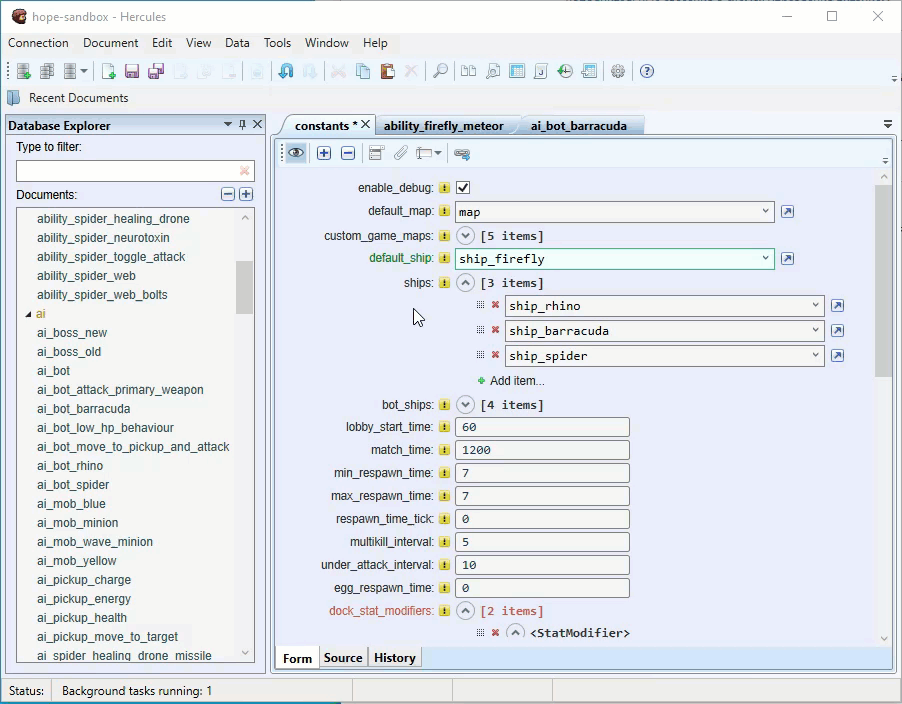 hope-sandbox - Hercules
Connection Document Edit View Data Tools Window Help
Recent Documents
Database Explorer
Type to filter:
Documents:
ability_spider_healing_drone
ability_spider_neurotoxin
ability_spider_toggle_attack
ability_spider_web
ability_spider_web_bolts
ai
ai_boss_new
ai_boss_old
ai_bot
ai_bot_attack_primary_weapon
ai_bot_barracuda
ai_bot_low_hp_behaviour
ai_bot_move_to_pickup_and_attack
ai_bot_rhino
ai_bot_spider
ai_mob_blue
ai_mob_minion
ai_mob_wave_minion
ai_mob_yellow
ai_pickup_charge
ai_pickup_energy
ai_pickup_health
ai_pickup_move_to_target
ai_spider_healing_drone_missile
constants * ability_firefly_meteor ai_bot_barracuda
enable_debug:
default_map: map
custom_game_maps: [5 items]
default_ship: ship_firefly
ships: [3 items]
ship_rhino
ship_barracuda
ship_spider
Add item...
bot_ships: [4 items]
lobby_start_time: 60
match_time: 1200
min_respawn_time: 7
max_respawn_time: 7
respawn_time_tick: 0
multikill_interval: 5
under_attack_interval: 10
egg_respawn_time: 0
dock_stat_modifiers: [2 items]
<StatModifier>
Form Source History
Status: Background tasks running: 1